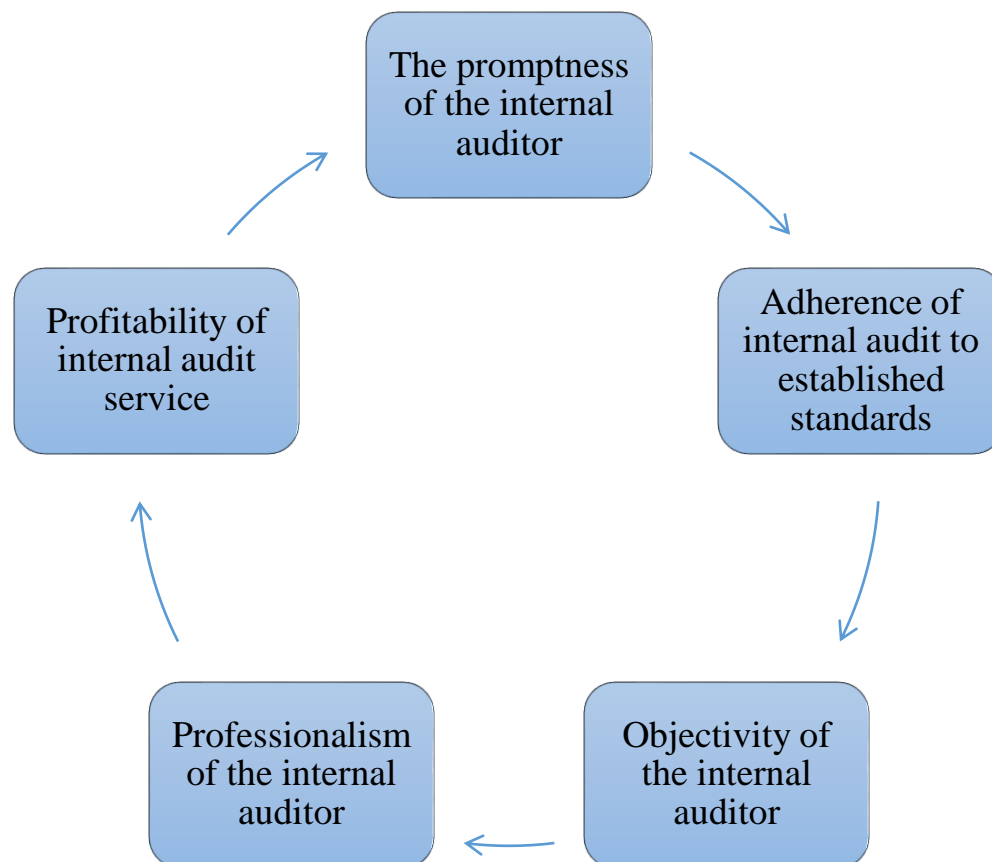 The promptness
of the internal
auditor
Adherence of
internal audit to
established
standards
Objectivity of
the internal
auditor
Professionalism
of the internal
auditor
Profitability of
internal audit
service